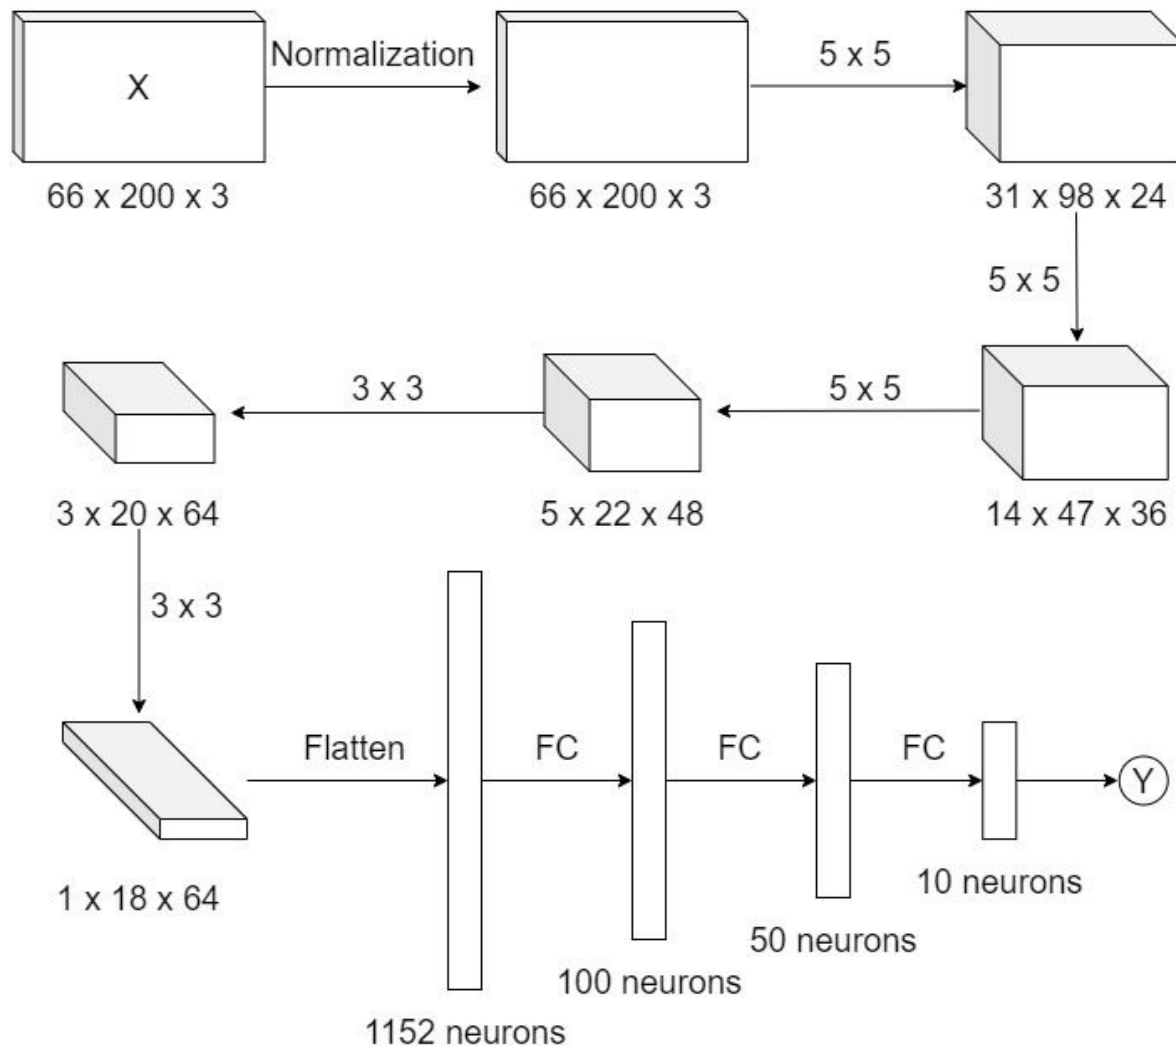 X
Normalization
5 x 5
66 x 200 x 3
66 x 200 x 3
31 x 98 x 24
5 x 5
3 x 3
5 x 5
3 x 20 x 64
5 x 22 x 48
14 x 47 x 36
3 x 3
Flatten
FC
FC
FC
Y
1 x 18 x 64
10 neurons
50 neurons
100 neurons
1152 neurons